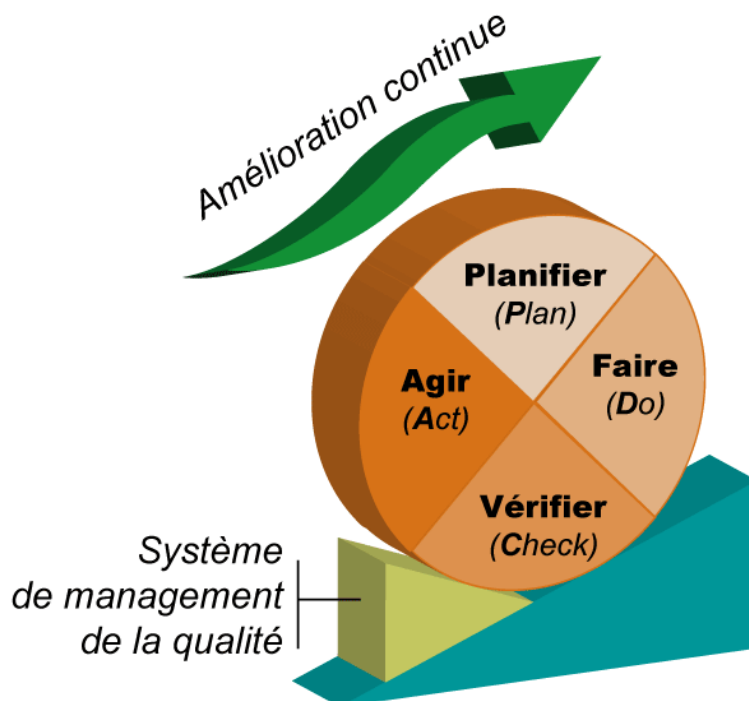 Amélioration continue
Planifier
(Plan)
Faire
(Do)
Agir
(Act)
Vérifier
(Check)
Système
de management
de la qualité